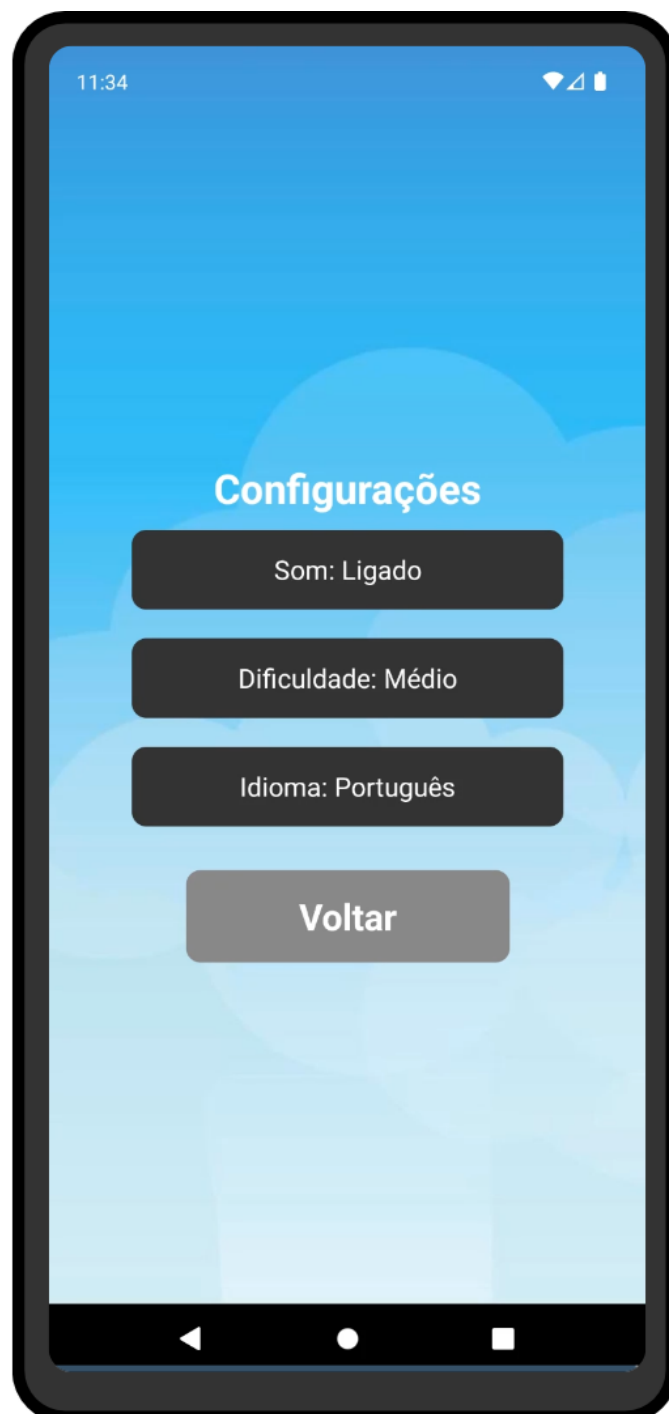 11:34
Configurações
Som: Ligado
Dificuldade: Médio
Idioma: Português
Voltar